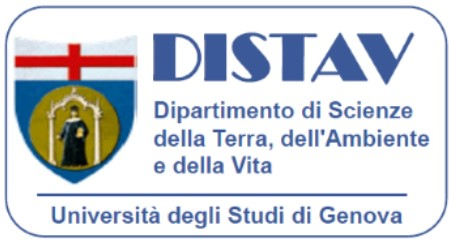 DISTAV
Dipartimento di Scienze
della Terra, dell'Ambiente
e della Vita
Università degli Studi di Genova